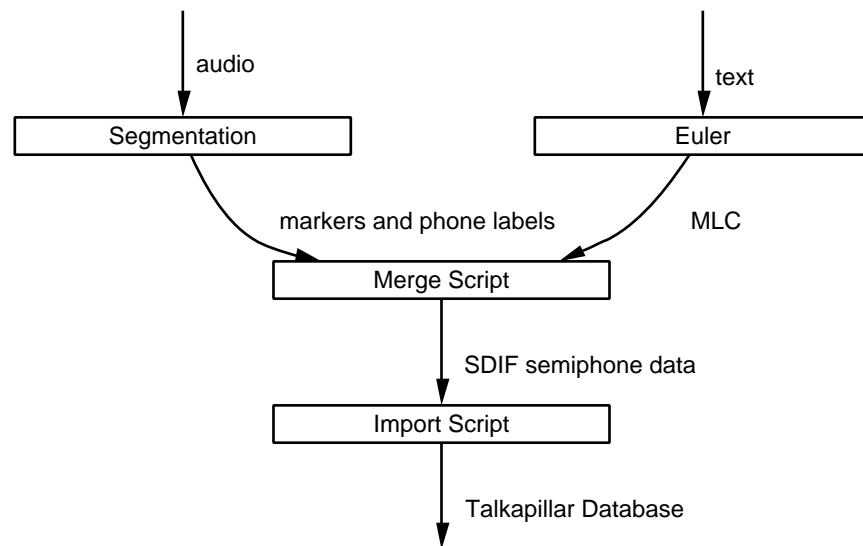 audio
text
Segmentation
Euler
markers and phone labels
MLC
Merge Script
SDIF semiphone data
Import Script
Talkapillar Database